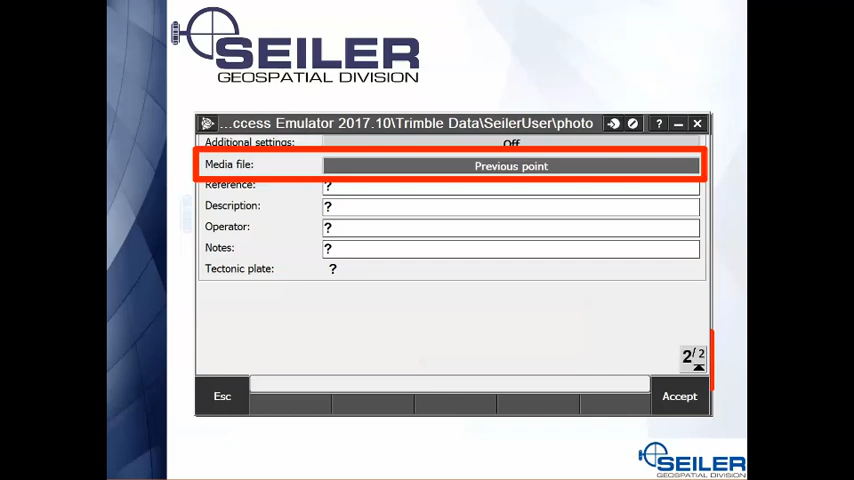 SEILER
GEOSPATIAL DIVISION
...ccess Emulator 2017.10\Trimble Data\SeilerUser\photo ?
Additional settings: Off
Media file: Previous point
Reference: ?
Description: ?
Operator: ?
Notes: ?
Tectonic plate: ?
2/2
Esc Accept
SEILER
GEOSPATIAL DIVISION